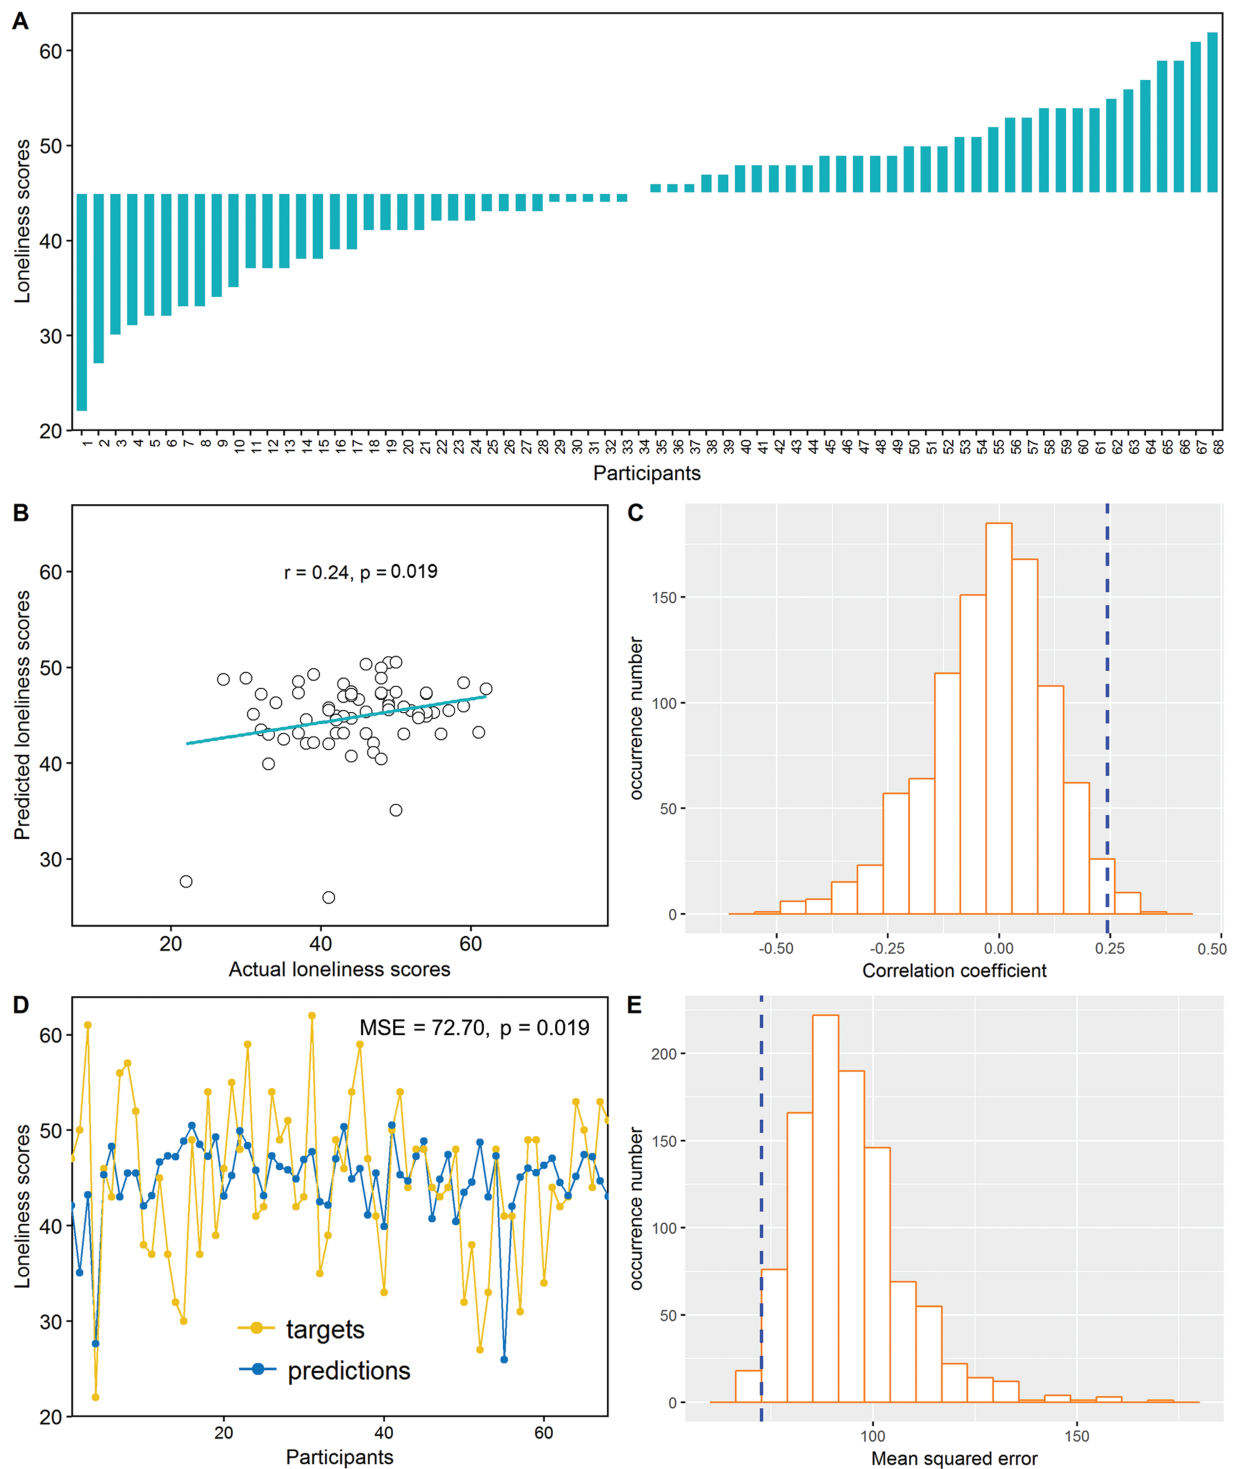 A
Loneliness scores
60
50
40
30
20
1 2 3 4 5 6 7 8 9 10 11 12 13 14 15 16 17 18 19 20 21 22 23 24 25 26 27 28 29 30 31 32 33 34 35 36 37 38 39 40 41 42 43 44 45 46 47 48 49 50 51 52 53 54 55 56 57 58 59 60 61 62 63 64 65 66 67 68
Participants
B
Predicted loneliness scores
60
50
40
30
r = 0.24, p = 0.019
20 40 60
Actual loneliness scores
C
occurrence number
150
100
50
0
-0.50 -0.25 0.00 0.25 0.50
Correlation coefficient
D
Loneliness scores
60
50
40
30
20
MSE = 72.70, p = 0.019
targets
predictions
20 40 60
Participants
E
occurrence number
200
150
100
50
0
100 150
Mean squared error